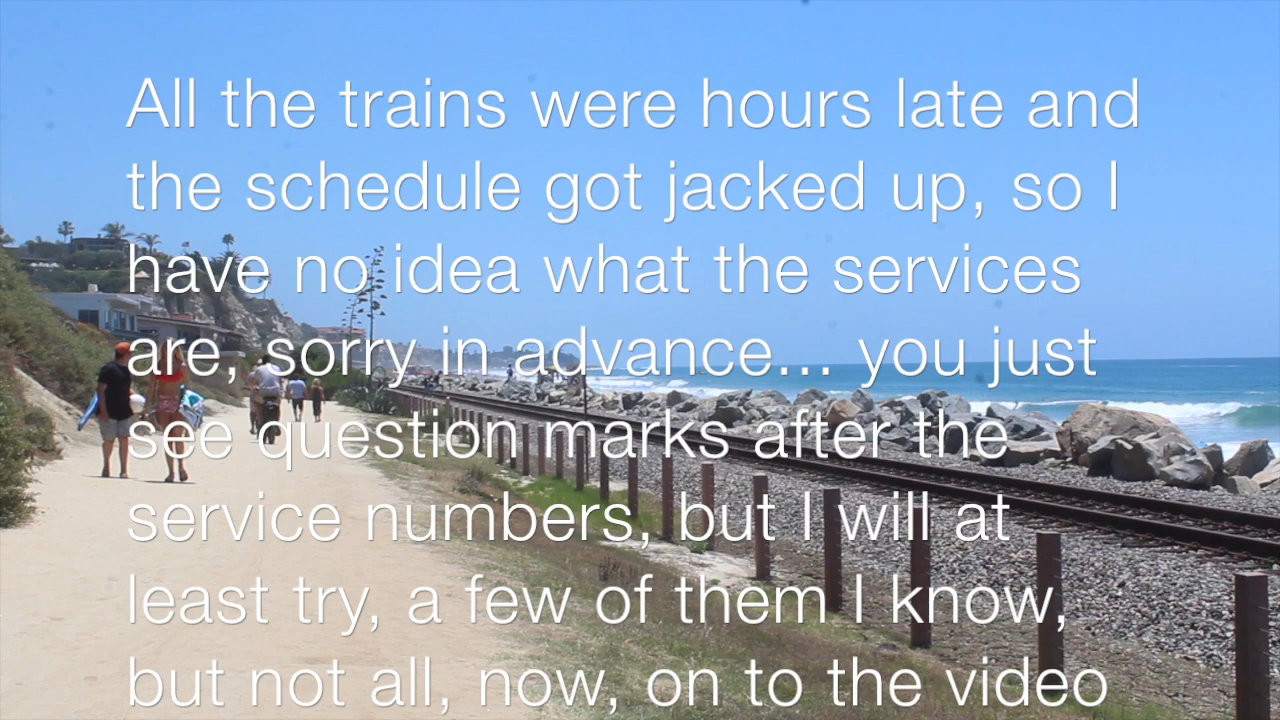 All the trains were hours late and
the schedule got jacked up, so I
have no idea what the services
are, sorry in advance... you just
see question marks after the
service numbers, but I will at
least try, a few of them I know,
but not all, now, on to the video